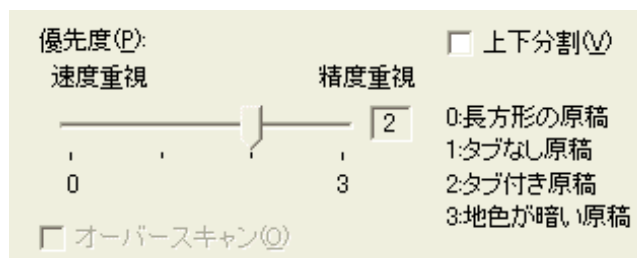 優先度(P):
速度重視 精度重視
2
0 3
オーバースキャン(O)
上下分割(V)
0:長方形の原稿
1:タブなし原稿
2:タブ付き原稿
3:地色が暗い原稿